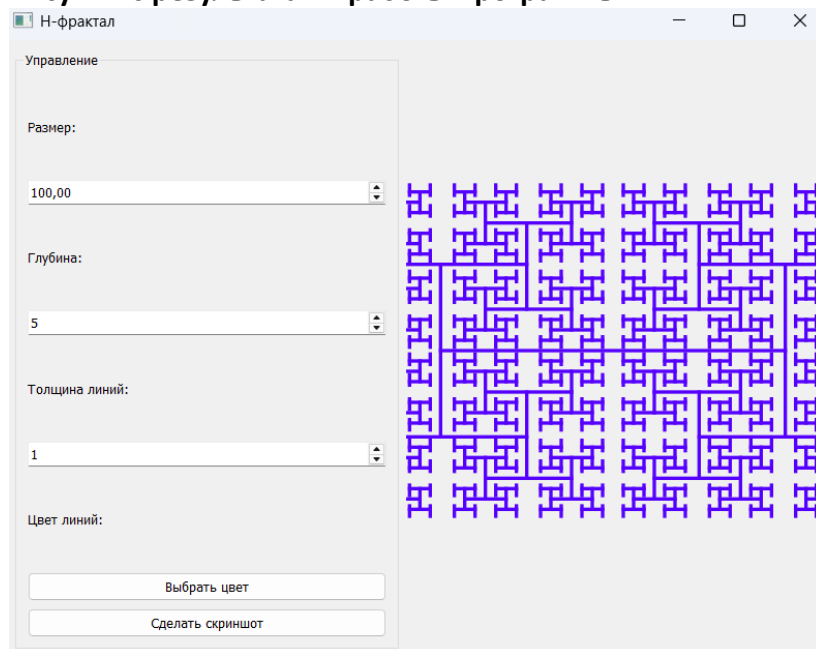 Н-фрактал
Управление
Размер:
100,00
Глубина:
5
Толщина линий:
1
Цвет линий:
Выбрать цвет
Сделать скриншот